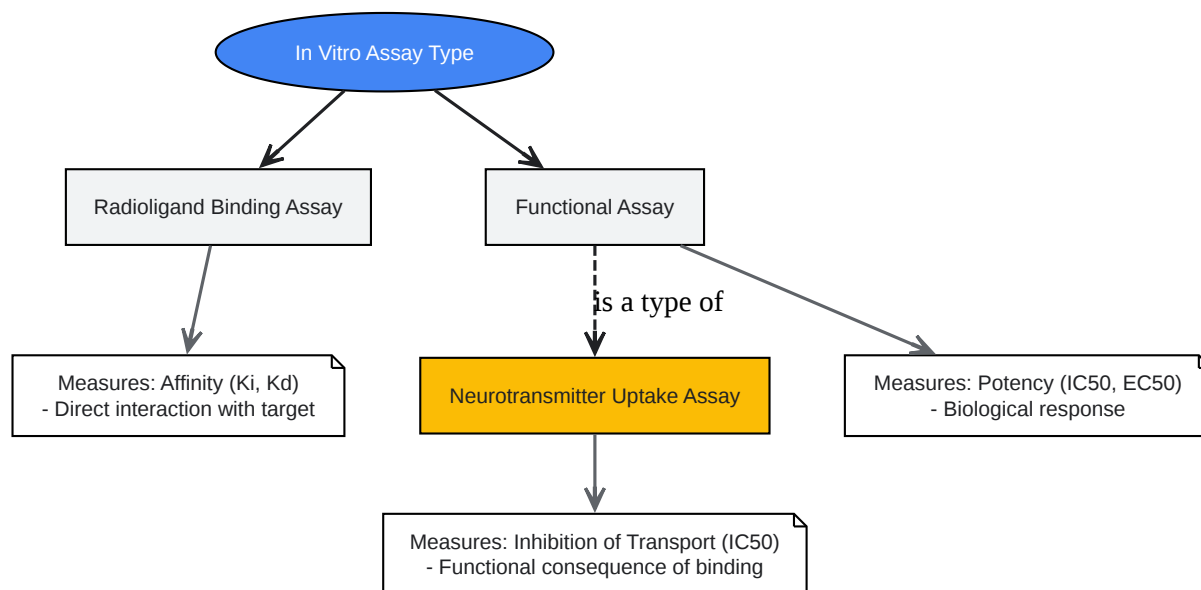 In Vitro Assay Type
Radioligand Binding Assay
Functional Assay
is a type of
Measures: Affinity (Ki, Kd)
- Direct interaction with target
Neurotransmitter Uptake Assay
Measures: Potency (IC50, EC50)
- Biological response
Measures: Inhibition of Transport (IC50)
- Functional consequence of binding